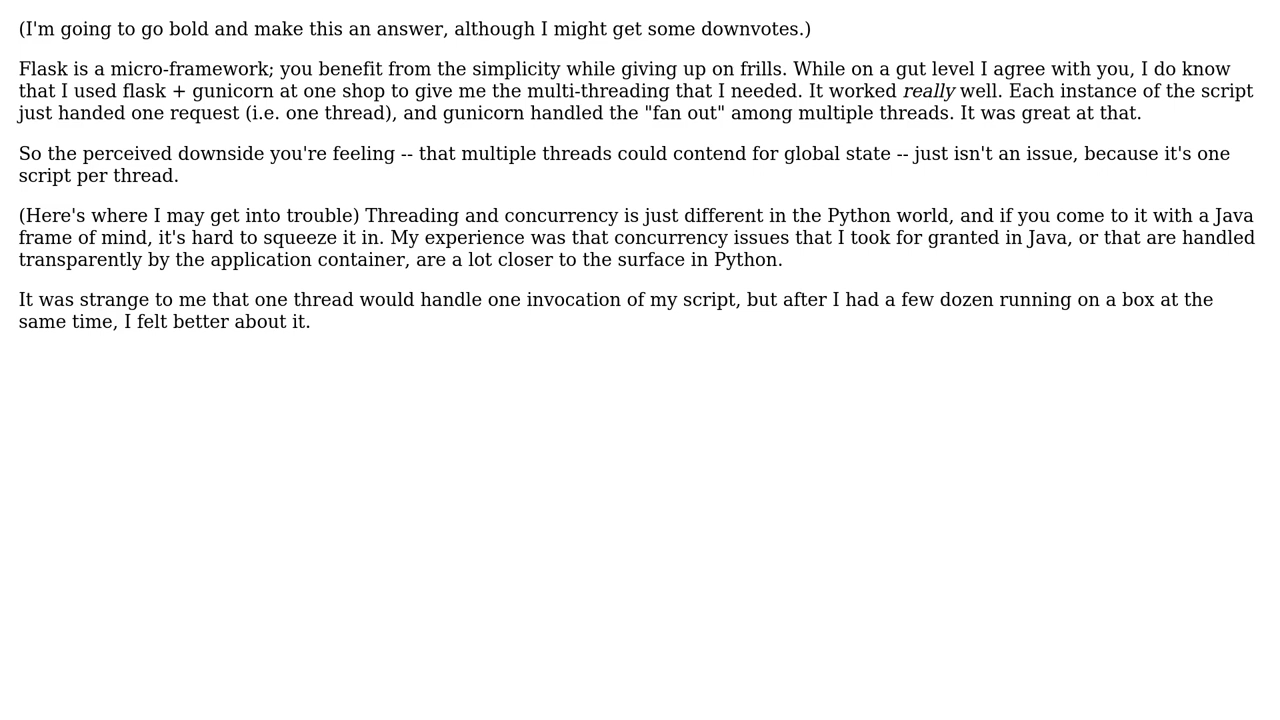 (I'm going to go bold and make this an answer, although I might get some downvotes.)
Flask is a micro-framework; you benefit from the simplicity while giving up on frills. While on a gut level I agree with you, I do know
that I used flask + gunicorn at one shop to give me the multi-threading that I needed. It worked really well. Each instance of the script
just handed one request (i.e. one thread), and gunicorn handled the "fan out" among multiple threads. It was great at that.
So the perceived downside you're feeling -- that multiple threads could contend for global state -- just isn't an issue, because it's one
script per thread.
(Here's where I may get into trouble) Threading and concurrency is just different in the Python world, and if you come to it with a Java
frame of mind, it's hard to squeeze it in. My experience was that concurrency issues that I took for granted in Java, or that are handled
transparently by the application container, are a lot closer to the surface in Python.
It was strange to me that one thread would handle one invocation of my script, but after I had a few dozen running on a box at the
same time, I felt better about it.